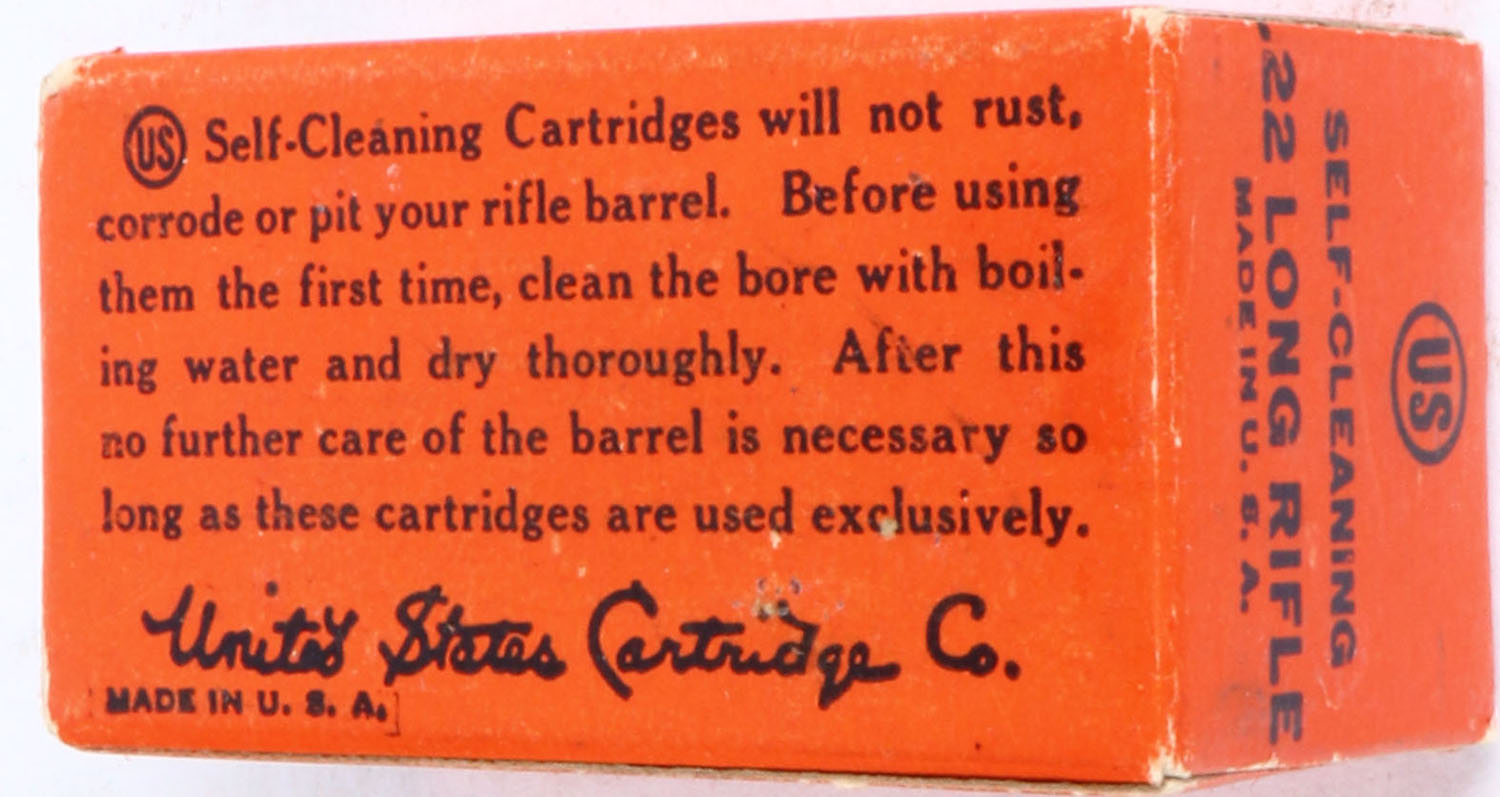 US Self-Cleaning Cartridges will not rust,
corrode or pit your rifle barrel. Before using
them the first time, clean the bore with boil-
ing water and dry thoroughly. After this
no further care of the barrel is necessary so
long as these cartridges are used exclusively.
United States Cartridge Co.
MADE IN U. S. A.
US
SELF-CLEANING
.22 LONG RIFLE
MADE IN U. S. A.